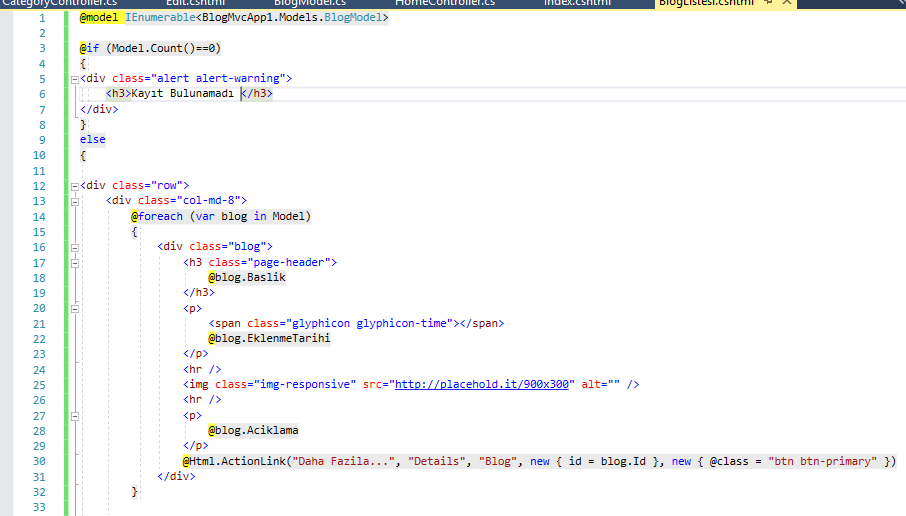 CategoryController.cs Edit.cshtml BlogModel.cs HomeController.cs Index.cshtml BlogListesi.cshtml
1 @model IEnumerable<BlogMvcApp1.Models.BlogModel>
2
3 @if (Model.Count()==0)
4 {
5 <div class="alert alert-warning">
6 <h3>Kayıt Bulunamadı </h3>
7 </div>
8 }
9 else
10 {
11
12 <div class="row">
13 <div class="col-md-8">
14 @foreach (var blog in Model)
15 {
16 <div class="blog">
17 <h3 class="page-header">
18 @blog.Baslik
19 </h3>
20 <p>
21 <span class="glyphicon glyphicon-time"></span>
22 @blog.EklenmeTarihi
23 </p>
24 <hr />
25 <img class="img-responsive" src="http://placehold.it/900x300" alt="" />
26 <hr />
27 <p>
28 @blog.Aciklama
29 </p>
30 @Html.ActionLink("Daha Fazila...", "Details", "Blog", new { id = blog.Id }, new { @class = "btn btn-primary" })
31 </div>
32 }
33